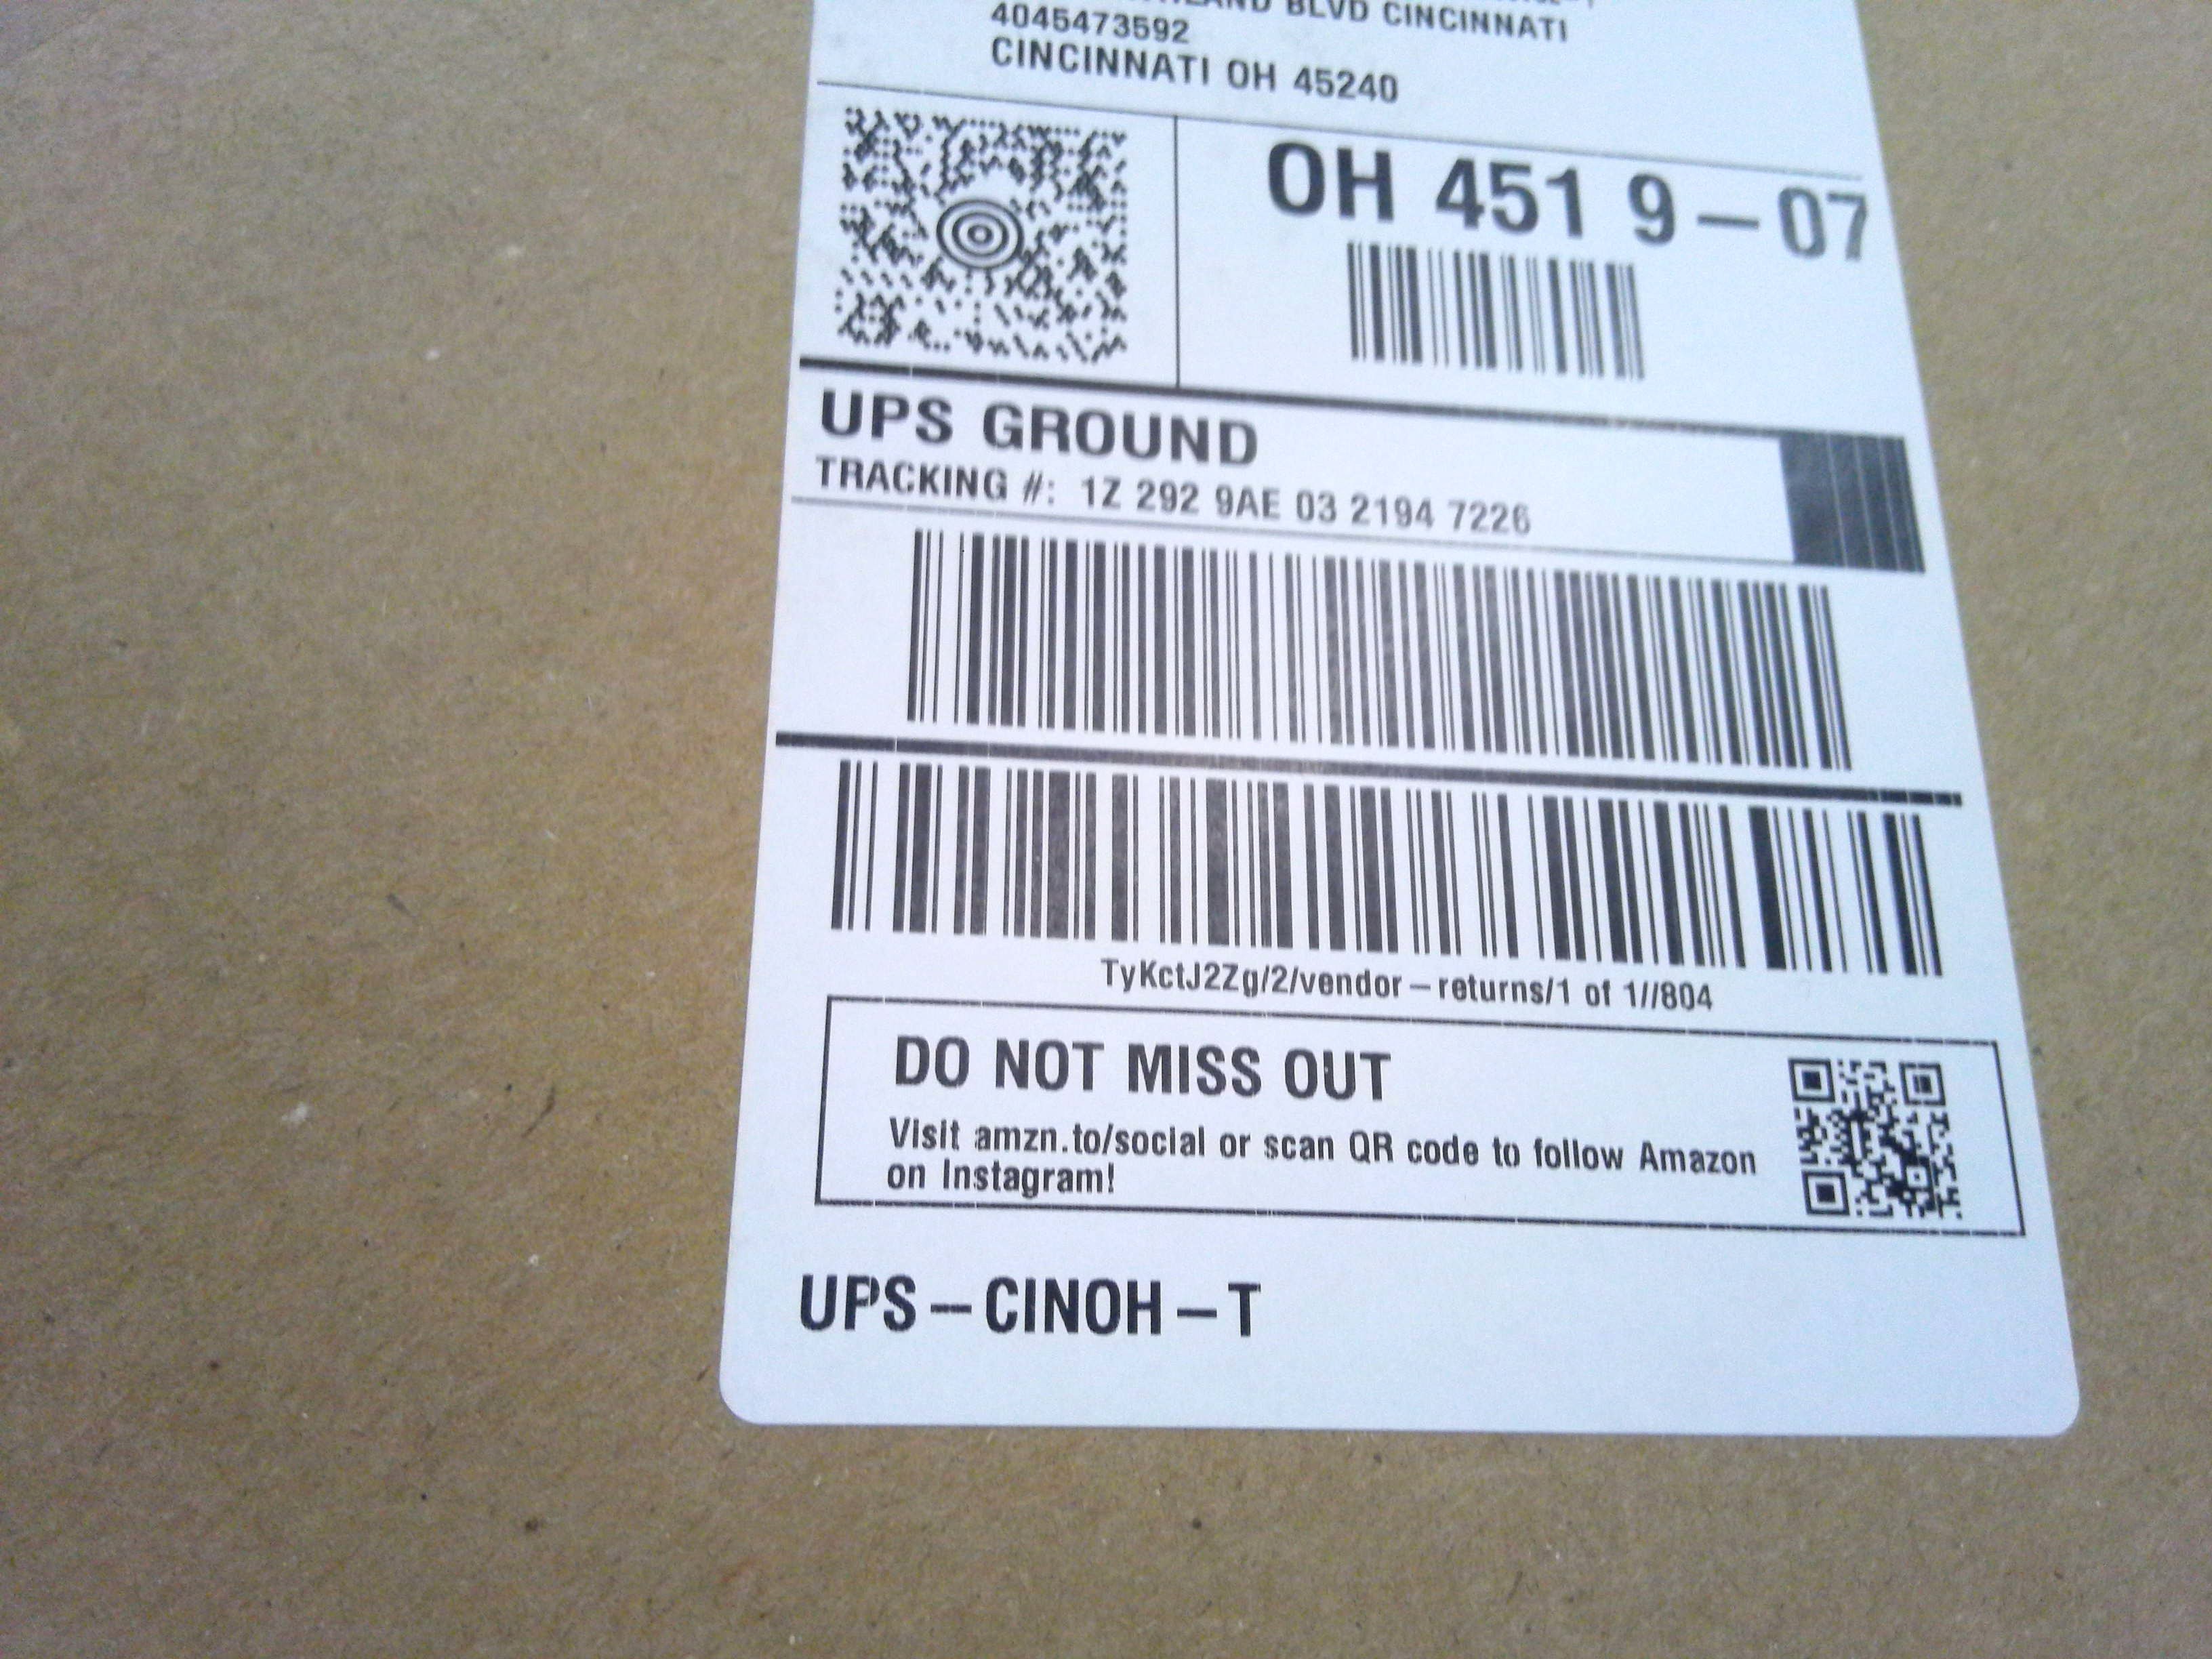 BLVD CINCINNATI
4045473592
CINCINNATI OH 45240
OH 451 9-07
UPS GROUND
TRACKING #: 1Z 292 9AE 03 2194 7226
TyKctJ2Zg/2/vendor-returns/1 of 1//804
DO NOT MISS OUT
Visit amzn.to/social or scan QR code to follow Amazon
on Instagram!
UPS-CINOH-T